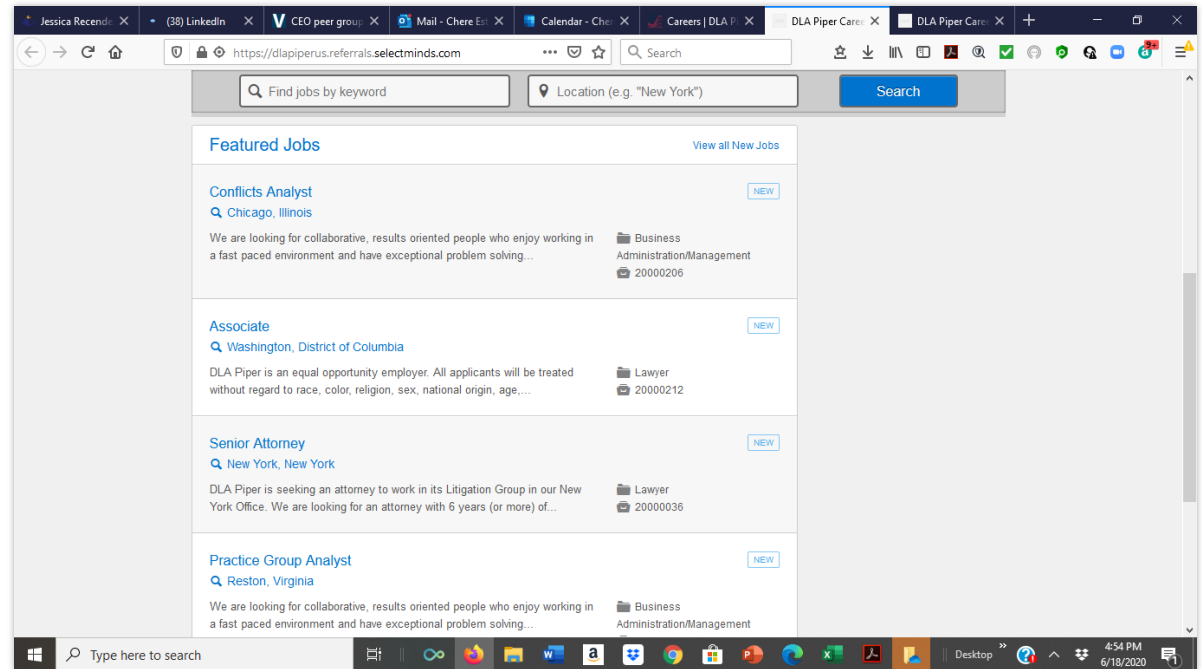 Jessica Recende
(38) LinkedIn
CEO peer group
Mail - Chere Est
Calendar - Cher
Careers | DLA Pi
DLA Piper Caree
DLA Piper Caree
https://dlapiperus.referrals.selectminds.com
Search
9+
Find jobs by keyword
Location (e.g. "New York")
Search
Featured Jobs
View all New Jobs
Conflicts Analyst
NEW
Chicago, Illinois
We are looking for collaborative, results oriented people who enjoy working in
a fast paced environment and have exceptional problem solving...
Business
Administration/Management
20000206
Associate
NEW
Washington, District of Columbia
DLA Piper is an equal opportunity employer. All applicants will be treated
without regard to race, color, religion, sex, national origin, age,...
Lawyer
20000212
Senior Attorney
NEW
New York, New York
DLA Piper is seeking an attorney to work in its Litigation Group in our New
York Office. We are looking for an attorney with 6 years (or more) of...
Lawyer
20000036
Practice Group Analyst
NEW
Reston, Virginia
We are looking for collaborative, results oriented people who enjoy working in
a fast paced environment and have exceptional problem solving...
Business
Administration/Management
Type here to search
Desktop
4:54 PM
6/18/2020